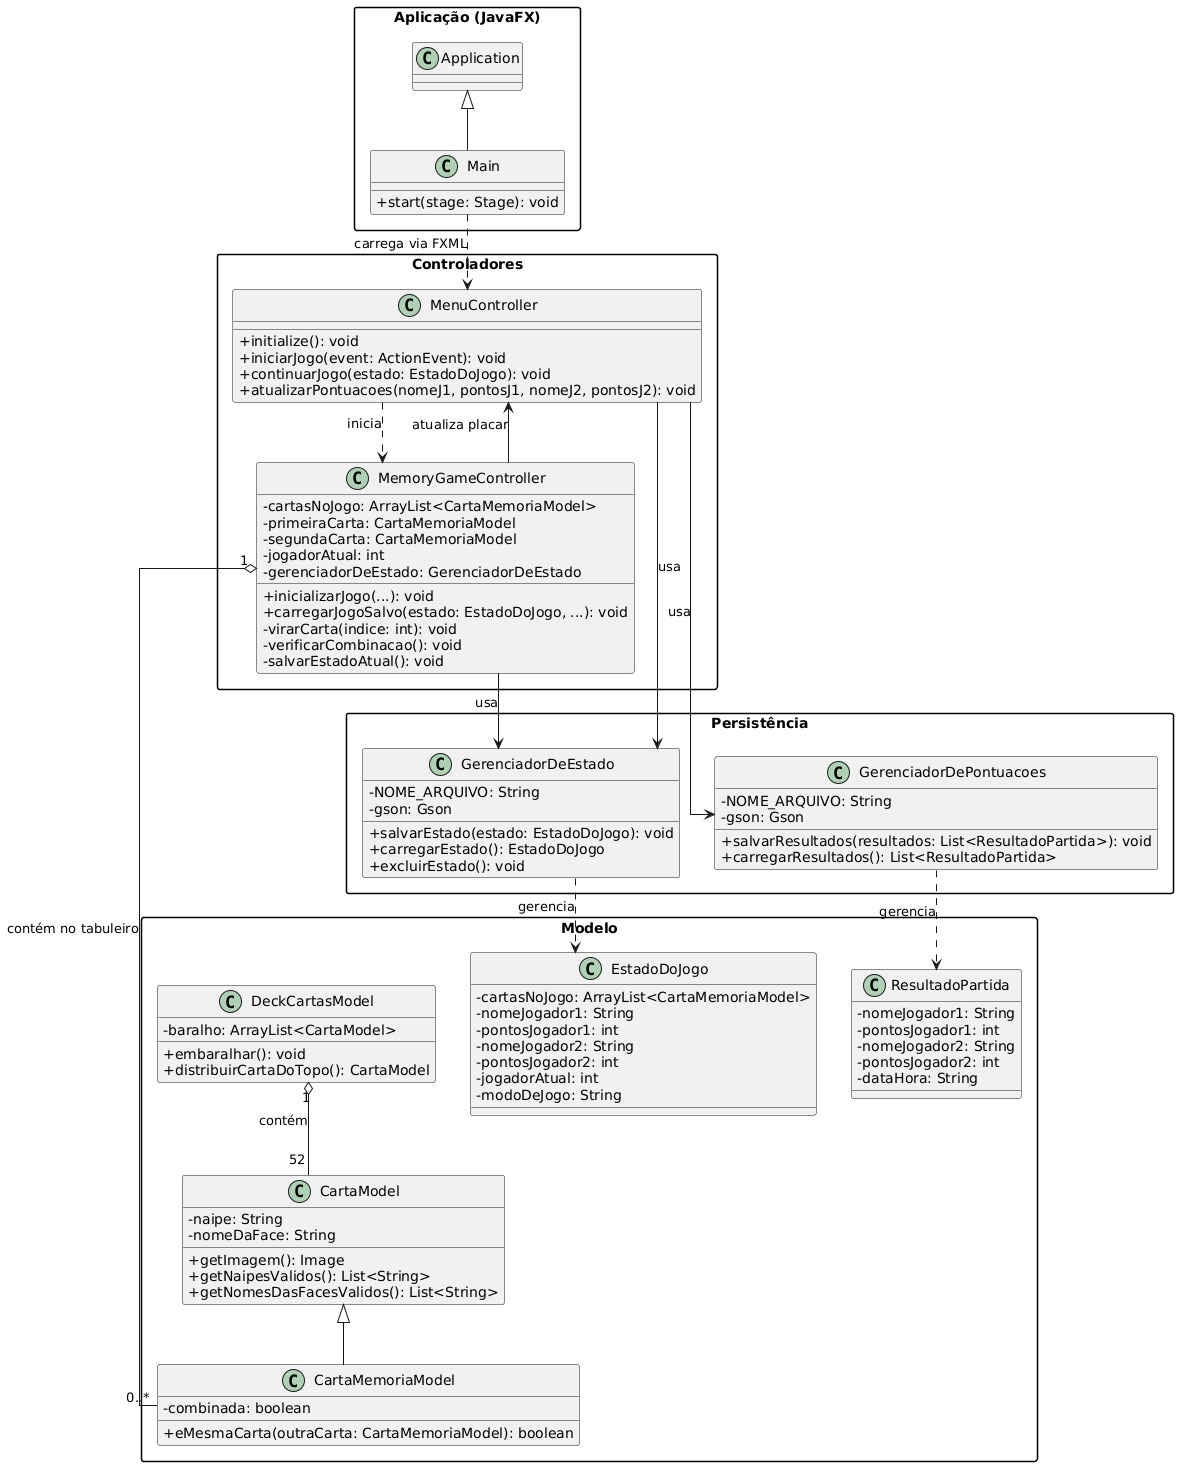 Aplicação (JavaFX)
C Application
C Main
+start(stage: Stage): void
carrega via FXML
Controladores
C MenuController
+initialize(): void
+iniciarJogo(event: ActionEvent): void
+continuarJogo(estado: EstadoDoJogo): void
+atualizarPontuacoes(nomeJ1, pontosJ1, nomeJ2, pontosJ2): void
inicia
atualiza placar
C MemoryGameController
-cartasNoJogo: ArrayList<CartaMemoriaModel>
-primeiraCarta: CartaMemoriaModel
-segundaCarta: CartaMemoriaModel
-jogadorAtual: int
-gerenciadorDeEstado: GerenciadorDeEstado
+inicializarJogo(...): void
+carregarJogoSalvo(estado: EstadoDoJogo, ...): void
-virarCarta(indice: int): void
-verificarCombinacao(): void
-salvarEstadoAtual(): void
1
usa
usa
usa
Persistência
C GerenciadorDeEstado
-NOME_ARQUIVO: String
-gson: Gson
+salvarEstado(estado: EstadoDoJogo): void
+carregarEstado(): EstadoDoJogo
+excluirEstado(): void
C GerenciadorDePontuacoes
-NOME_ARQUIVO: String
-gson: Gson
+salvarResultados(resultados: List<ResultadoPartida>): void
+carregarResultados(): List<ResultadoPartida>
gerencia
gerencia
contém no tabuleiro
Modelo
C DeckCartasModel
-baralho: ArrayList<CartaModel>
+embaralhar(): void
+distribuirCartaDoTopo(): CartaModel
C EstadoDoJogo
-cartasNoJogo: ArrayList<CartaMemoriaModel>
-nomeJogador1: String
-pontosJogador1: int
-nomeJogador2: String
-pontosJogador2: int
-jogadorAtual: int
-modoDeJogo: String
C ResultadoPartida
-nomeJogador1: String
-pontosJogador1: int
-nomeJogador2: String
-pontosJogador2: int
-dataHora: String
1
contém
52
C CartaModel
-naipe: String
-nomeDaFace: String
+getImagem(): Image
+getNaipesValidos(): List<String>
+getNomesDasFacesValidos(): List<String>
C CartaMemoriaModel
-combinada: boolean
+eMesmaCarta(outraCarta: CartaMemoriaModel): boolean
0..*